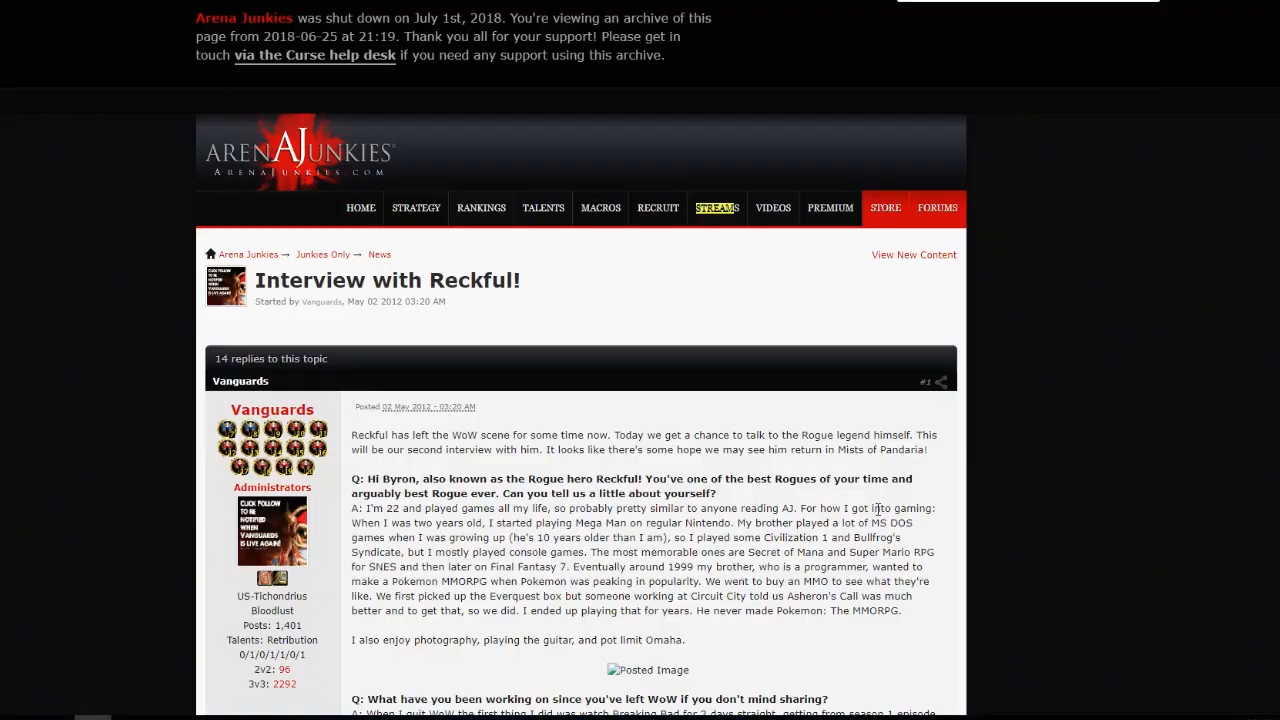 Arena Junkies was shut down on July 1st, 2018. You're viewing an archive of this
page from 2018-06-25 at 21:19. Thank you all for your support! Please get in
touch via the Curse help desk if you need any support using this archive.
ARENAJUNKIES
ARENAJUNKIES.COM
HOME STRATEGY RANKINGS TALENTS MACROS RECRUIT STREAMS VIDEOS PREMIUM STORE FORUMS
Arena Junkies → Junkies Only → News View New Content
Interview with Reckful!
Started by Vanguards, May 02 2012 03:20 AM
14 replies to this topic
Vanguards #1
Vanguards
Administrators
CLICK FOLLOW
TO BE
NOTIFIED
WHEN
VANGUARDS
IS LIVE AGAIN!
US-Tichondrius
Bloodlust
Posts: 1,401
Talents: Retribution
0/1/0/1/1/0/1
2v2: 96
3v3: 2292
Posted 02 May 2012 - 03:20 AM
Reckful has left the WoW scene for some time now. Today we get a chance to talk to the Rogue legend himself. This
will be our second interview with him. It looks like there's some hope we may see him return in Mists of Pandaria!
Q: Hi Byron, also known as the Rogue hero Reckful! You've one of the best Rogues of your time and
arguably best Rogue ever. Can you tell us a little about yourself?
A: I'm 22 and played games all my life, so probably pretty similar to anyone reading AJ. For how I got into gaming:
When I was two years old, I started playing Mega Man on regular Nintendo. My brother played a lot of MS DOS
games when I was growing up (he's 10 years older than I am), so I played some Civilization 1 and Bullfrog's
Syndicate, but I mostly played console games. The most memorable ones are Secret of Mana and Super Mario RPG
for SNES and then later on Final Fantasy 7. Eventually around 1999 my brother, who is a programmer, wanted to
make a Pokemon MMORPG when Pokemon was peaking in popularity. We went to buy an MMO to see what they're
like. We first picked up the Everquest box but someone working at Circuit City told us Asheron's Call was much
better and to get that, so we did. I ended up playing that for years. He never made Pokemon: The MMORPG.
I also enjoy photography, playing the guitar, and pot limit Omaha.
Posted Image
Q: What have you been working on since you've left WoW if you don't mind sharing?
A: When I quit WoW the first thing I did was watch Breaking Bad for 2 days straight, getting from season 1 episode